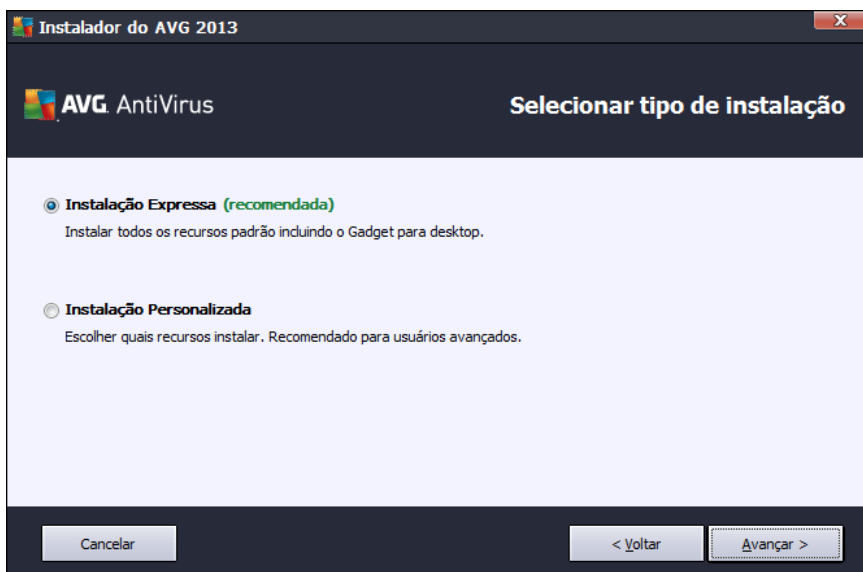 Instalador do AVG 2013
X
AVG. AntiVirus
Selecionar tipo de instalação
Instalação Expressa (recomendada)
Instalar todos os recursos padrão incluindo o Gadget para desktop.
Instalação Personalizada
Escolher quais recursos instalar. Recomendado para usuários avançados.
Cancelar
< Voltar
Avançar >